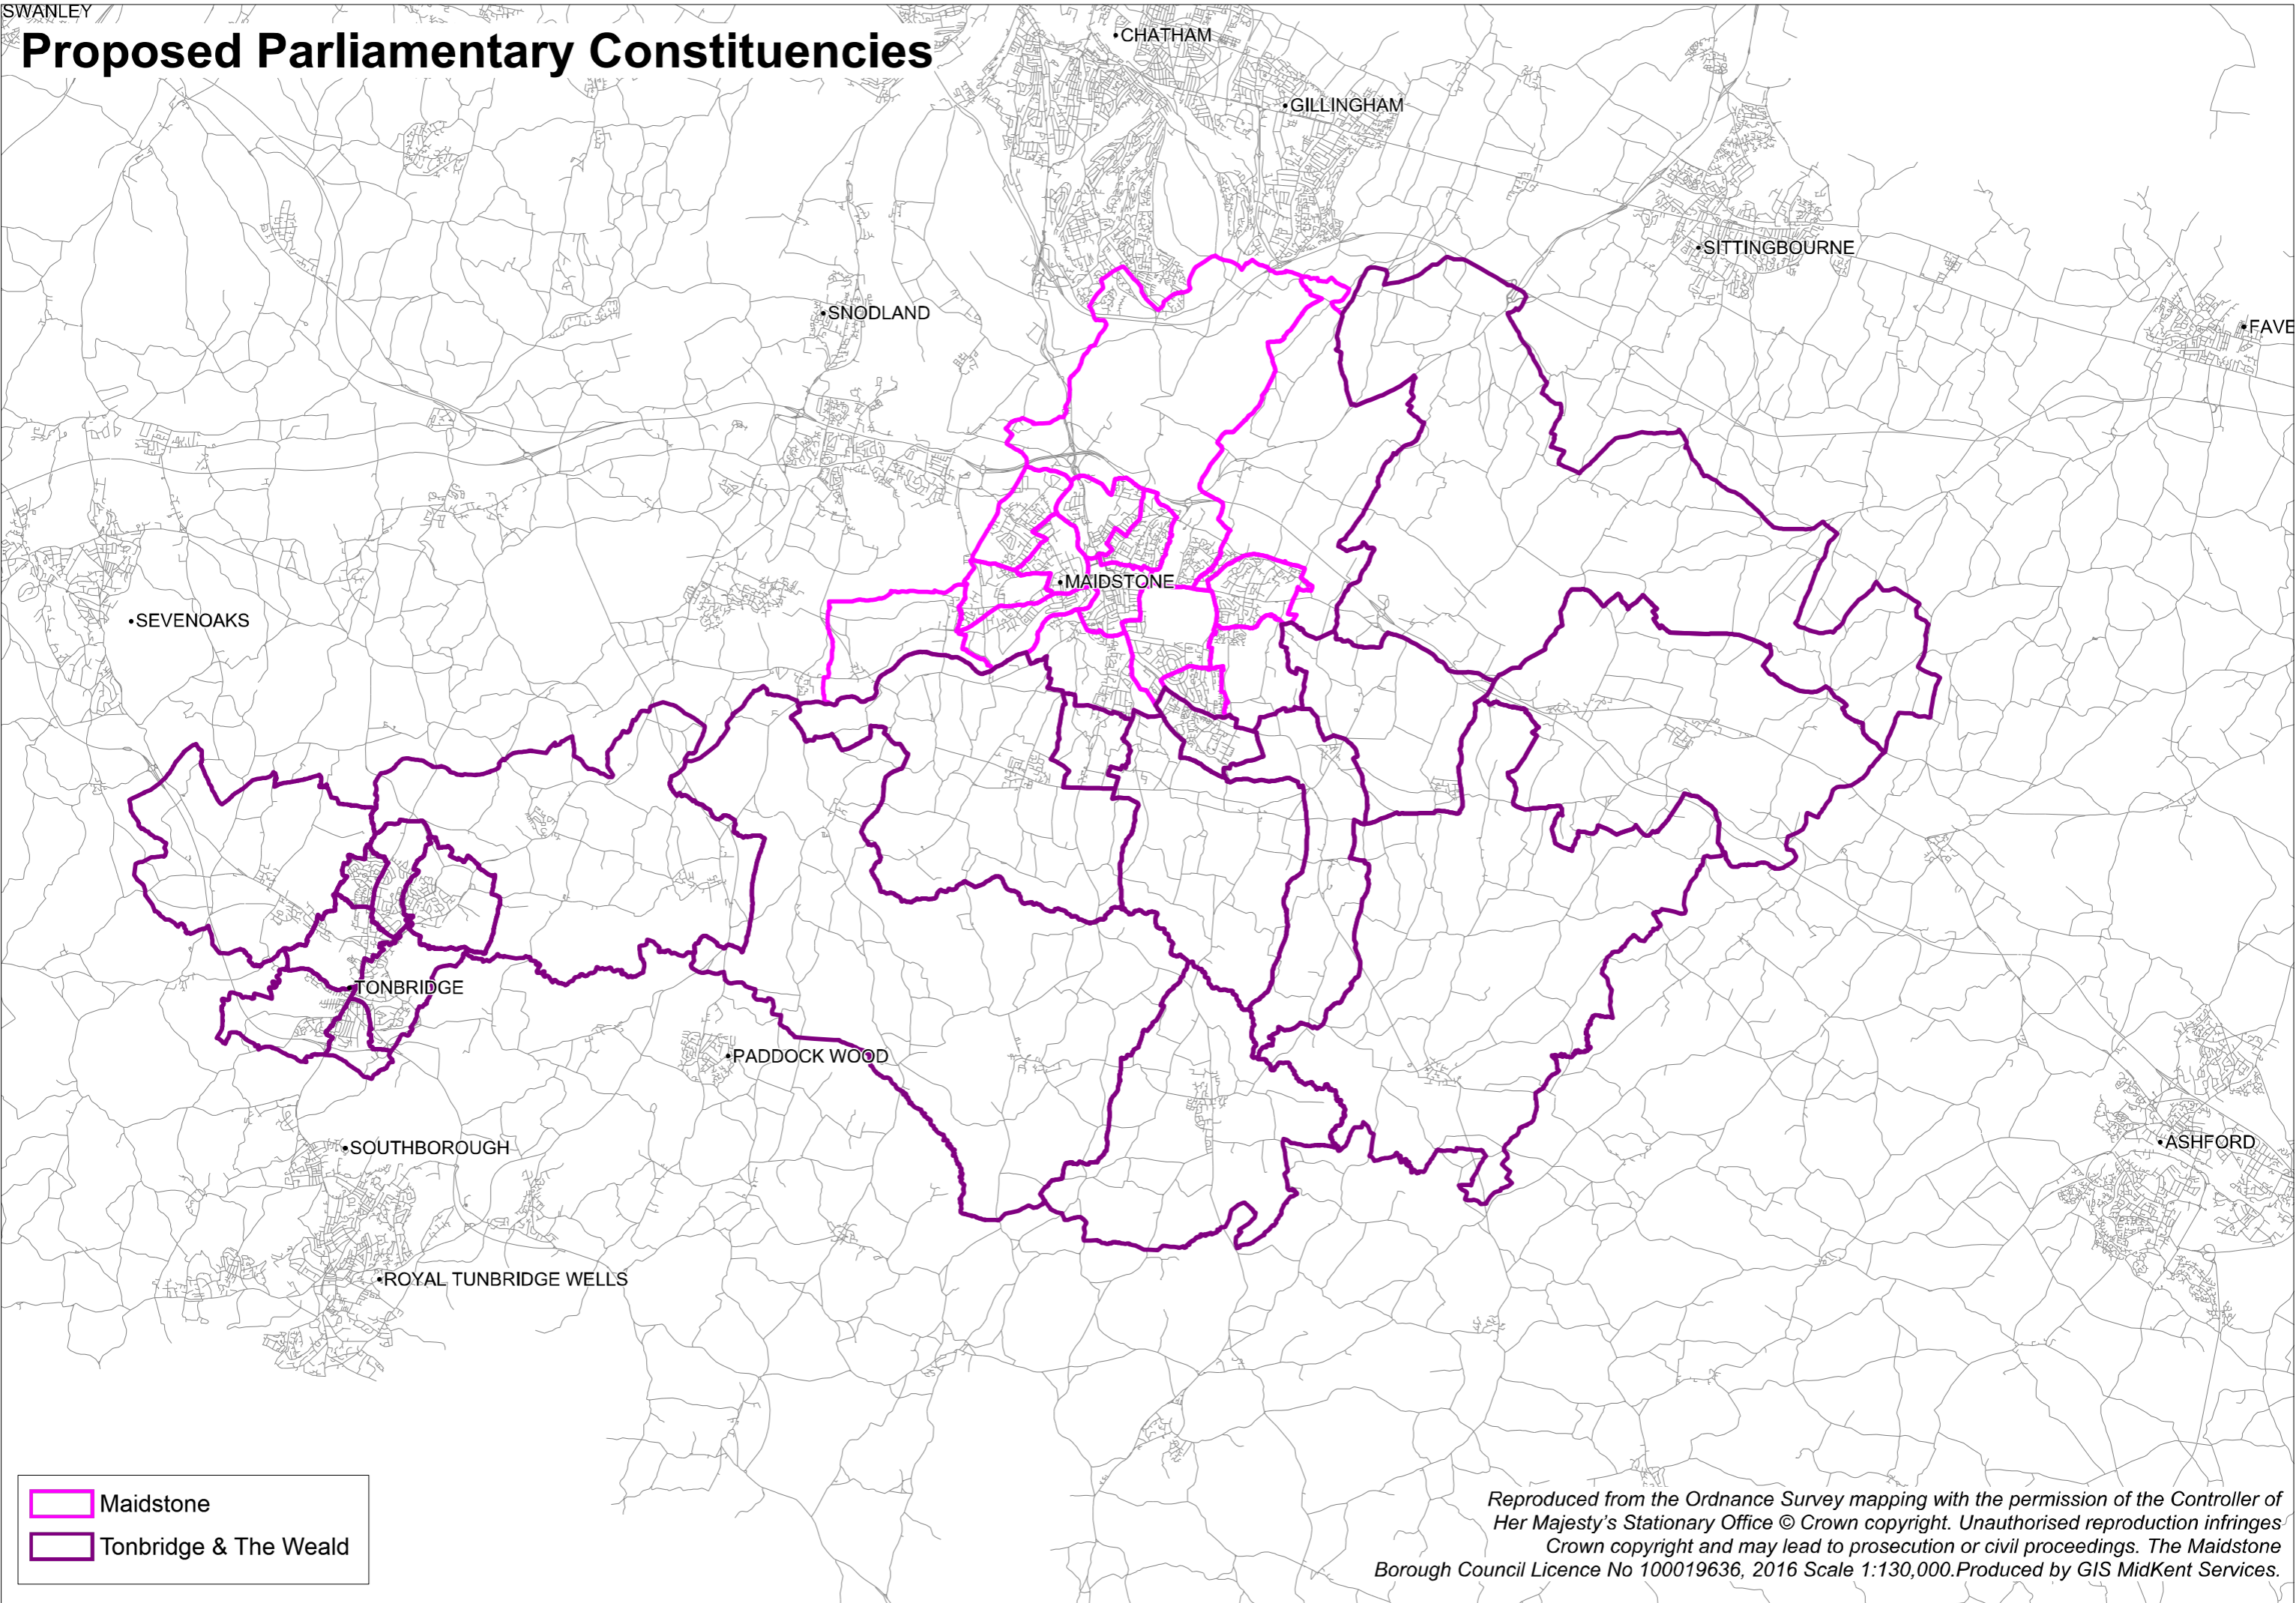 SWANLEY
Proposed Parliamentary Constituencies
CHATHAM
GILLINGHAM
SITTINGBOURNE
SNODLAND
FAVE
MAIDSTONE
SEVENOAKS
TONBRIDGE
PADDOCK WOOD
ASHFORD
SOUTHBOROUGH
ROYAL TUNBRIDGE WELLS
Maidstone
Tonbridge & The Weald
Reproduced from the Ordnance Survey mapping with the permission of the Controller of
Her Majesty's Stationary Office © Crown copyright. Unauthorised reproduction infringes
Crown copyright and may lead to prosecution or civil proceedings. The Maidstone
Borough Council Licence No 100019636, 2016 Scale 1:130,000.Produced by GIS MidKent Services.